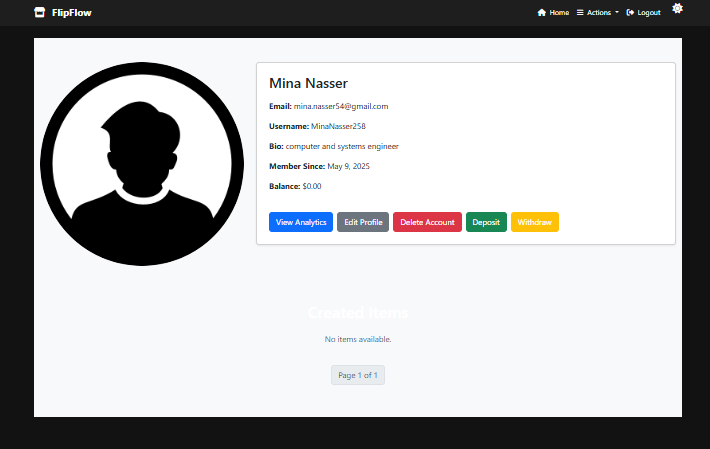 FlipFlow
Home Actions Logout
Mina Nasser
Email: mina.nasser54@gmail.com
Username: MinaNasser258
Bio: computer and systems engineer
Member Since: May 9, 2025
Balance: $0.00
View Analytics Edit Profile Delete Account Deposit Withdraw
Created Items
No items available.
Page 1 of 1